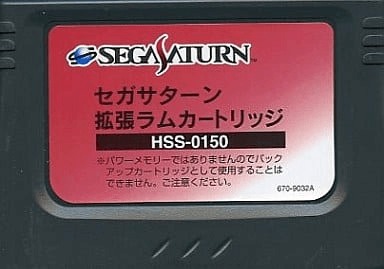 SEGA SATURN™
セガサターン
拡張ラムカートリッジ
HSS-0150
※パワーメモリーではありませんのでバック
アップカートリッジとして使用することは
できません。ご注意ください。
670-9032A